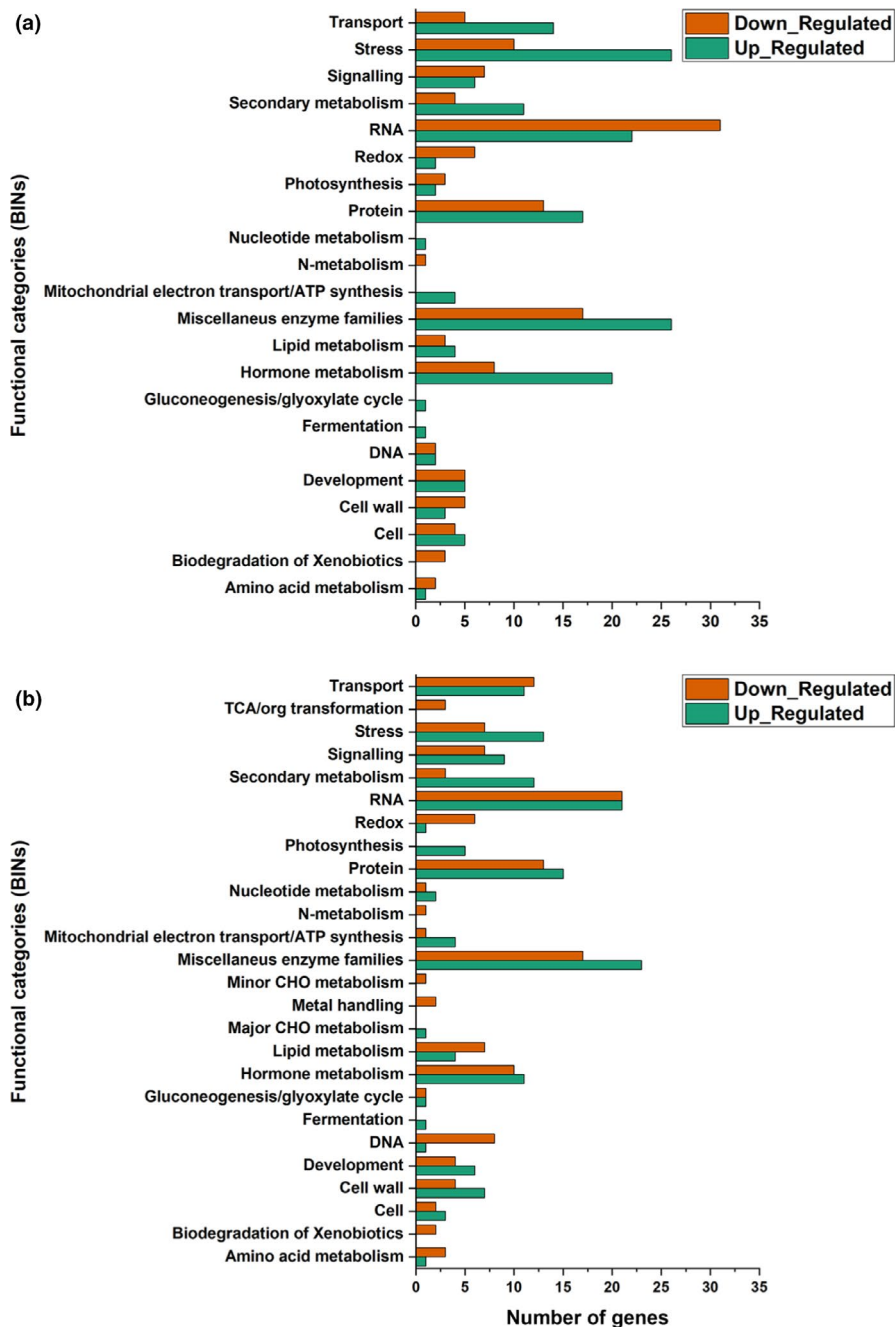 (a)
Down_Regulated
Up_Regulated
Functional categories (BINs)
Transport
Stress
Signalling
Secondary metabolism
RNA
Redox
Photosynthesis
Protein
Nucleotide metabolism
N-metabolism
Mitochondrial electron transport/ATP synthesis
Miscellaneus enzyme families
Lipid metabolism
Hormone metabolism
Gluconeogenesis/glyoxylate cycle
Fermentation
DNA
Development
Cell wall
Cell
Biodegradation of Xenobiotics
Amino acid metabolism
0 5 10 15 20 25 30 35
(b)
Down_Regulated
Up_Regulated
Functional categories (BINs)
Transport
TCA/org transformation
Stress
Signalling
Secondary metabolism
RNA
Redox
Photosynthesis
Protein
Nucleotide metabolism
N-metabolism
Mitochondrial electron transport/ATP synthesis
Miscellaneus enzyme families
Minor CHO metabolism
Metal handling
Major CHO metabolism
Lipid metabolism
Hormone metabolism
Gluconeogenesis/glyoxylate cycle
Fermentation
DNA
Development
Cell wall
Cell
Biodegradation of Xenobiotics
Amino acid metabolism
0 5 10 15 20 25 30 35
Number of genes